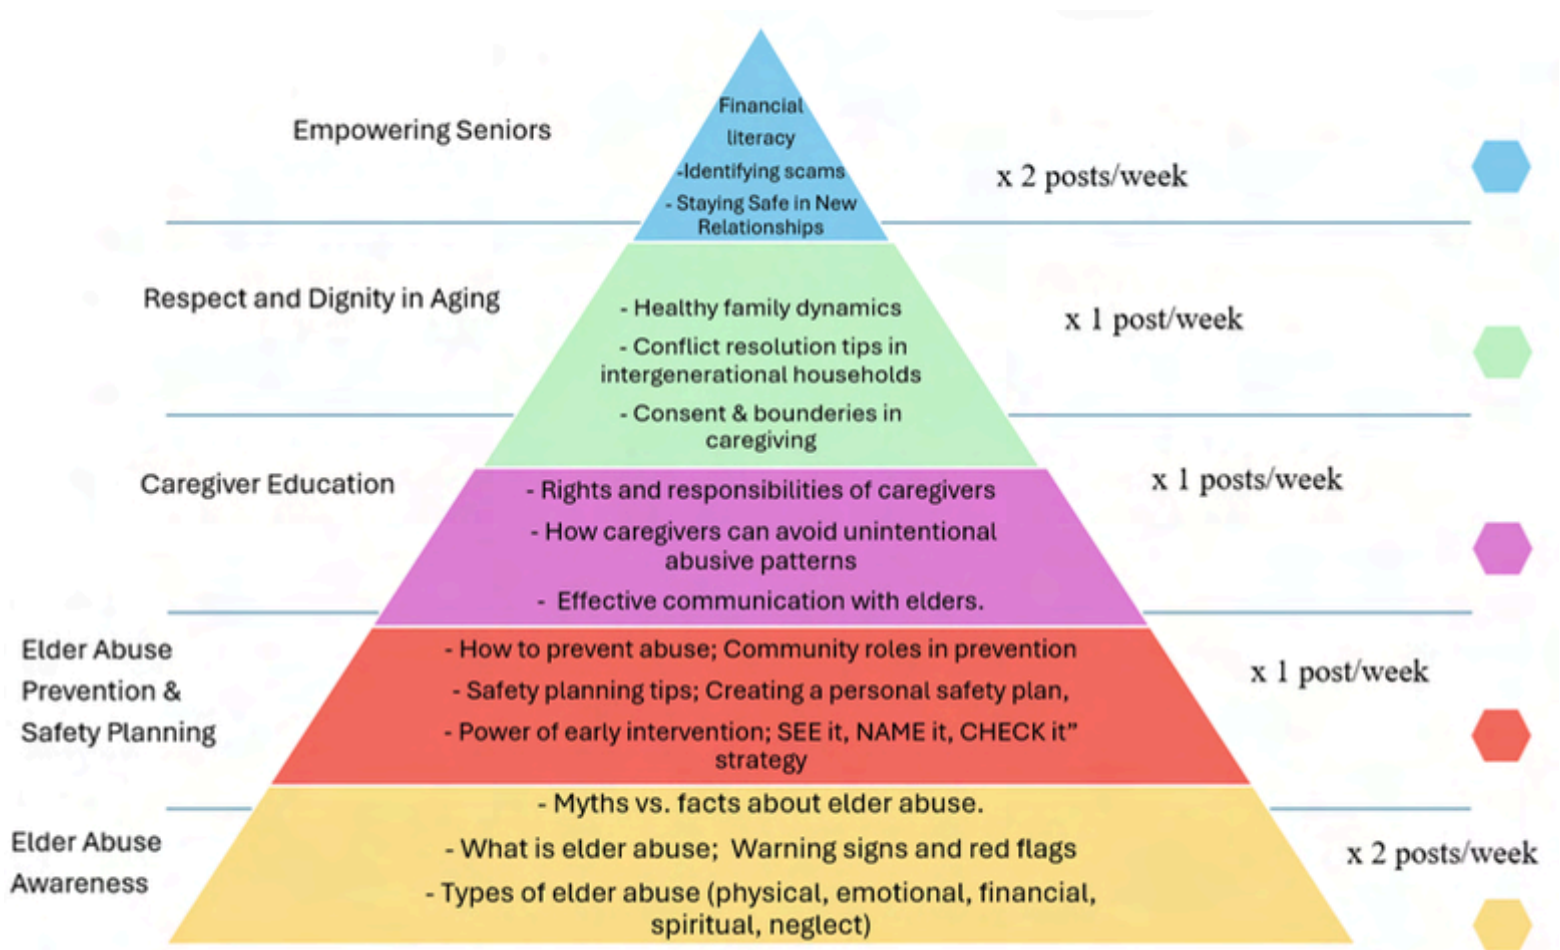 Empowering Seniors
Financial
literacy
-Identifying scams
- Staying Safe in New
Relationships
x 2 posts/week
Respect and Dignity in Aging
- Healthy family dynamics
- Conflict resolution tips in
intergenerational households
- Consent & bounderies in
caregiving
x 1 post/week
Caregiver Education
- Rights and responsibilities of caregivers
- How caregivers can avoid unintentional
abusive patterns
- Effective communication with elders.
x 1 posts/week
Elder Abuse
Prevention &
Safety Planning
- How to prevent abuse; Community roles in prevention
- Safety planning tips; Creating a personal safety plan,
- Power of early intervention; SEE it, NAME it, CHECK it”
strategy
x 1 post/week
Elder Abuse
Awareness
- Myths vs. facts about elder abuse.
- What is elder abuse; Warning signs and red flags
- Types of elder abuse (physical, emotional, financial,
spiritual, neglect)
x 2 posts/week